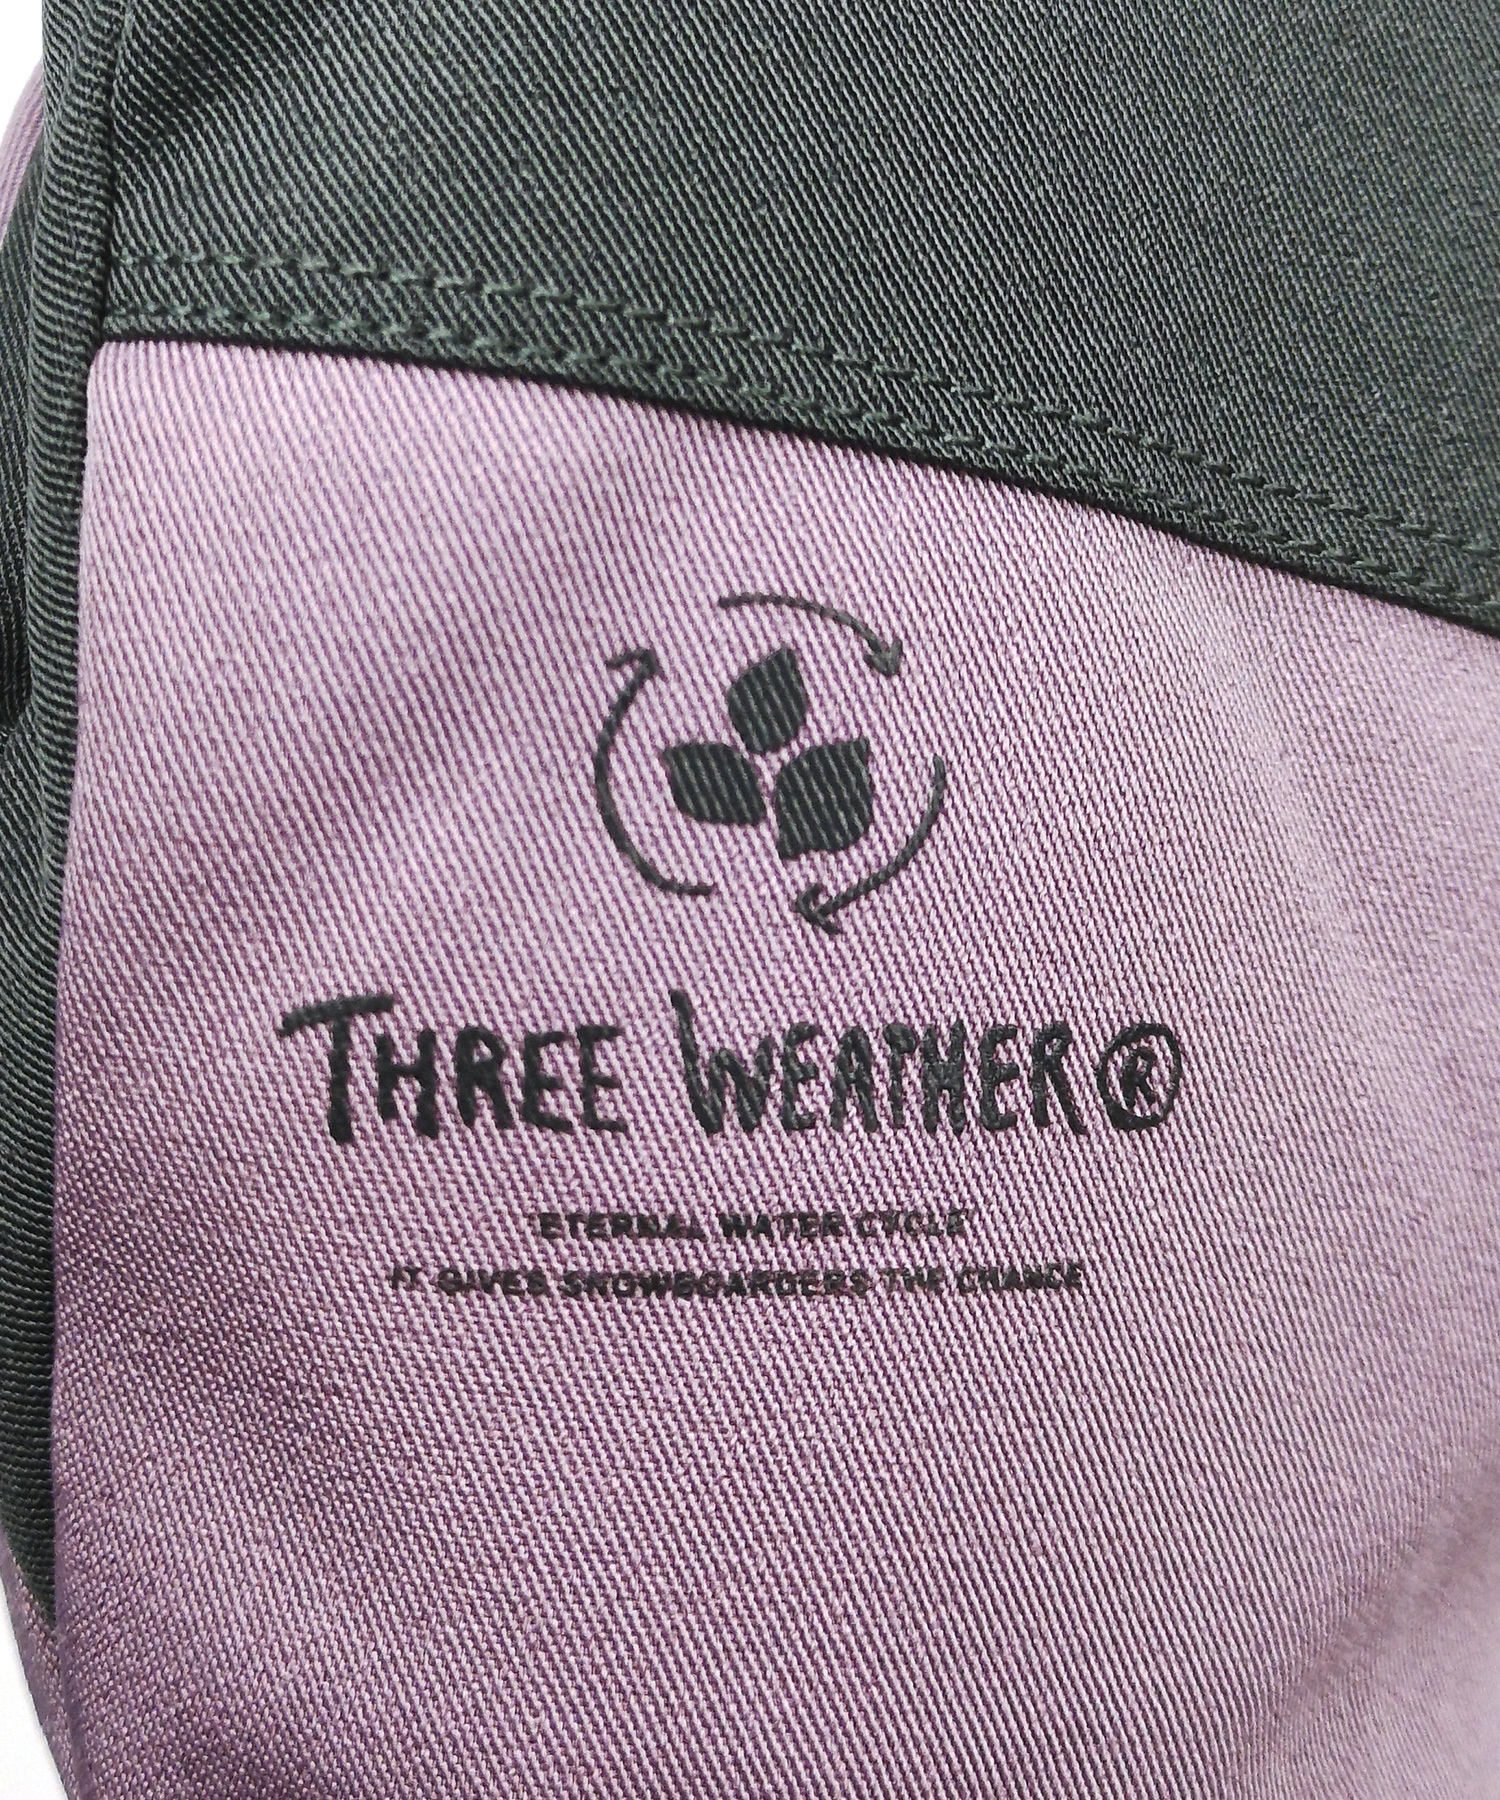 THREE WEATHER®
ETERNAL WATER CYCLE
IT GIVES SNOWBOARDERS THE CHANCE